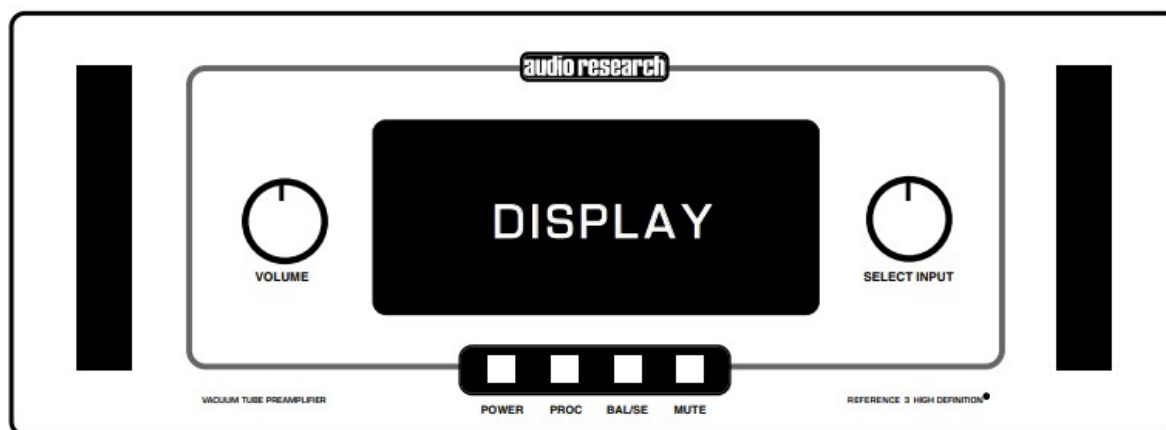 audio research
DISPLAY
VOLUME
SELECT INPUT
VACUUM TUBE PREAMPLIFIER
REFERENCE 3 HIGH DEFINITION
POWER PROC BAL/SE MUTE